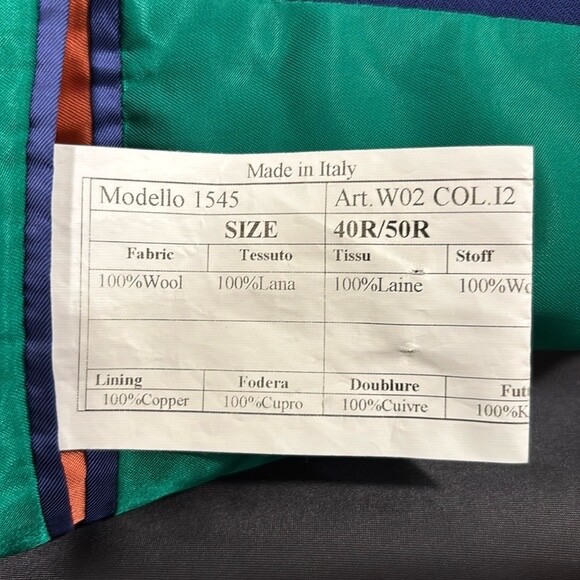 Made in Italy
Modello 1545 Art.W02 COL.I2
SIZE 40R/50R
Fabric Tessuto Tissu Stoff
100%Wool 100%Lana 100%Laine
Lining Fodera Doublure
100%Copper 100%Cupro 100%Cuivre